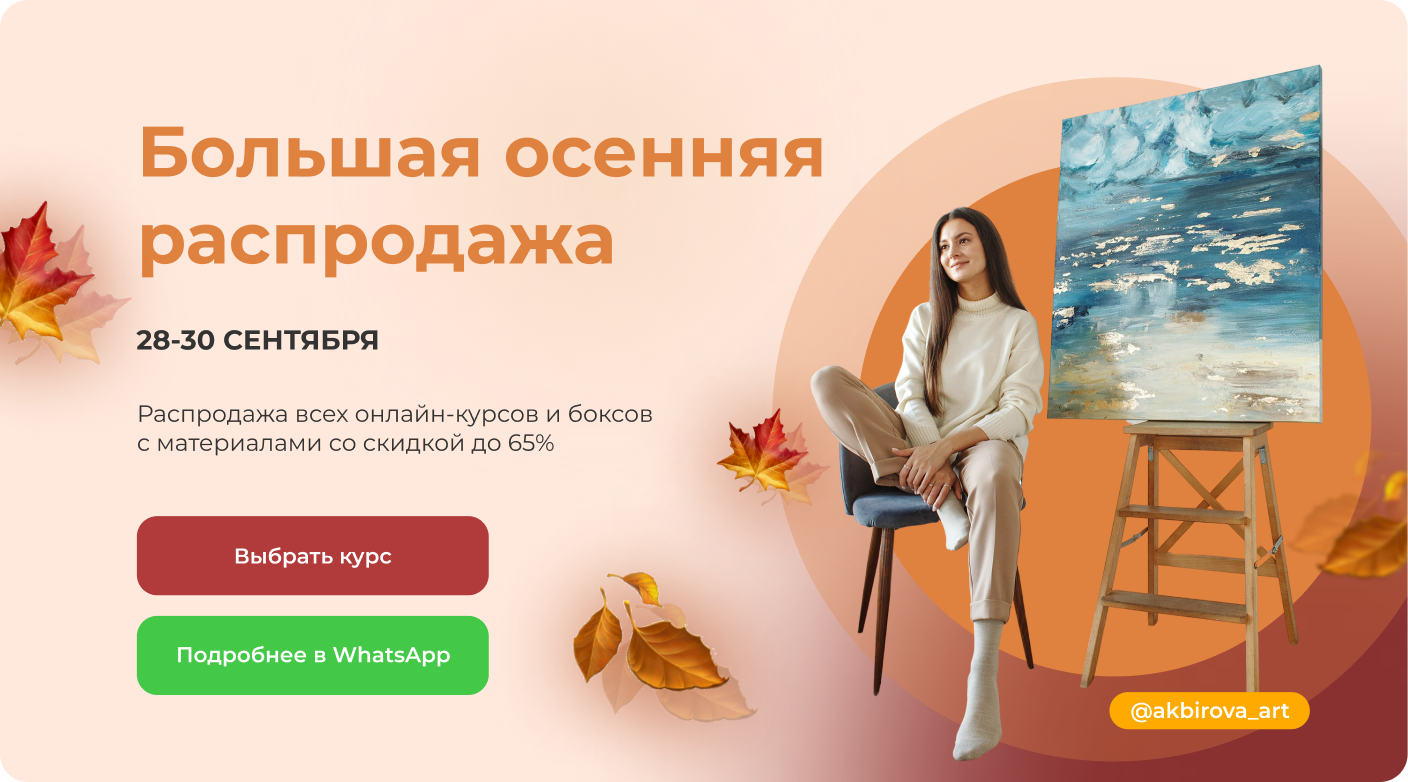 Большая осенняя
распродажа
28-30 СЕНТЯБРЯ
Распродажа всех онлайн-курсов и боксов
с материалами со скидкой до 65%
Выбрать курс
Подробнее в WhatsApp
@akbirova_art